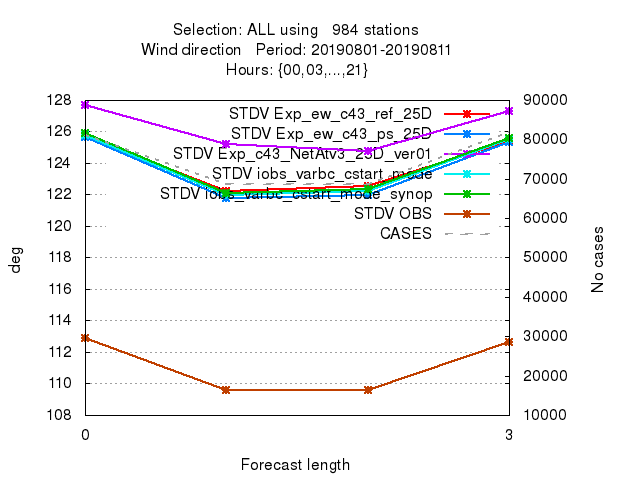 Selection: ALL using 984 stations
Wind direction Period: 20190801-20190811
Hours: {00,03,...,21}
128
126
124
122
120
118
116
114
112
110
108
90000
80000
70000
60000
50000
40000
30000
20000
10000
STDV Exp_ew_c43_ref_25D
STDV Exp_ew_c43_ps_25D
STDV Exp_c43_NetAtv3_25D_ver01
STDV iobs_varbc_cstart_mode
STDV iobs_varbc_cstart_mode_synop
STDV OBS
CASES
deg
No cases
0
3
Forecast length